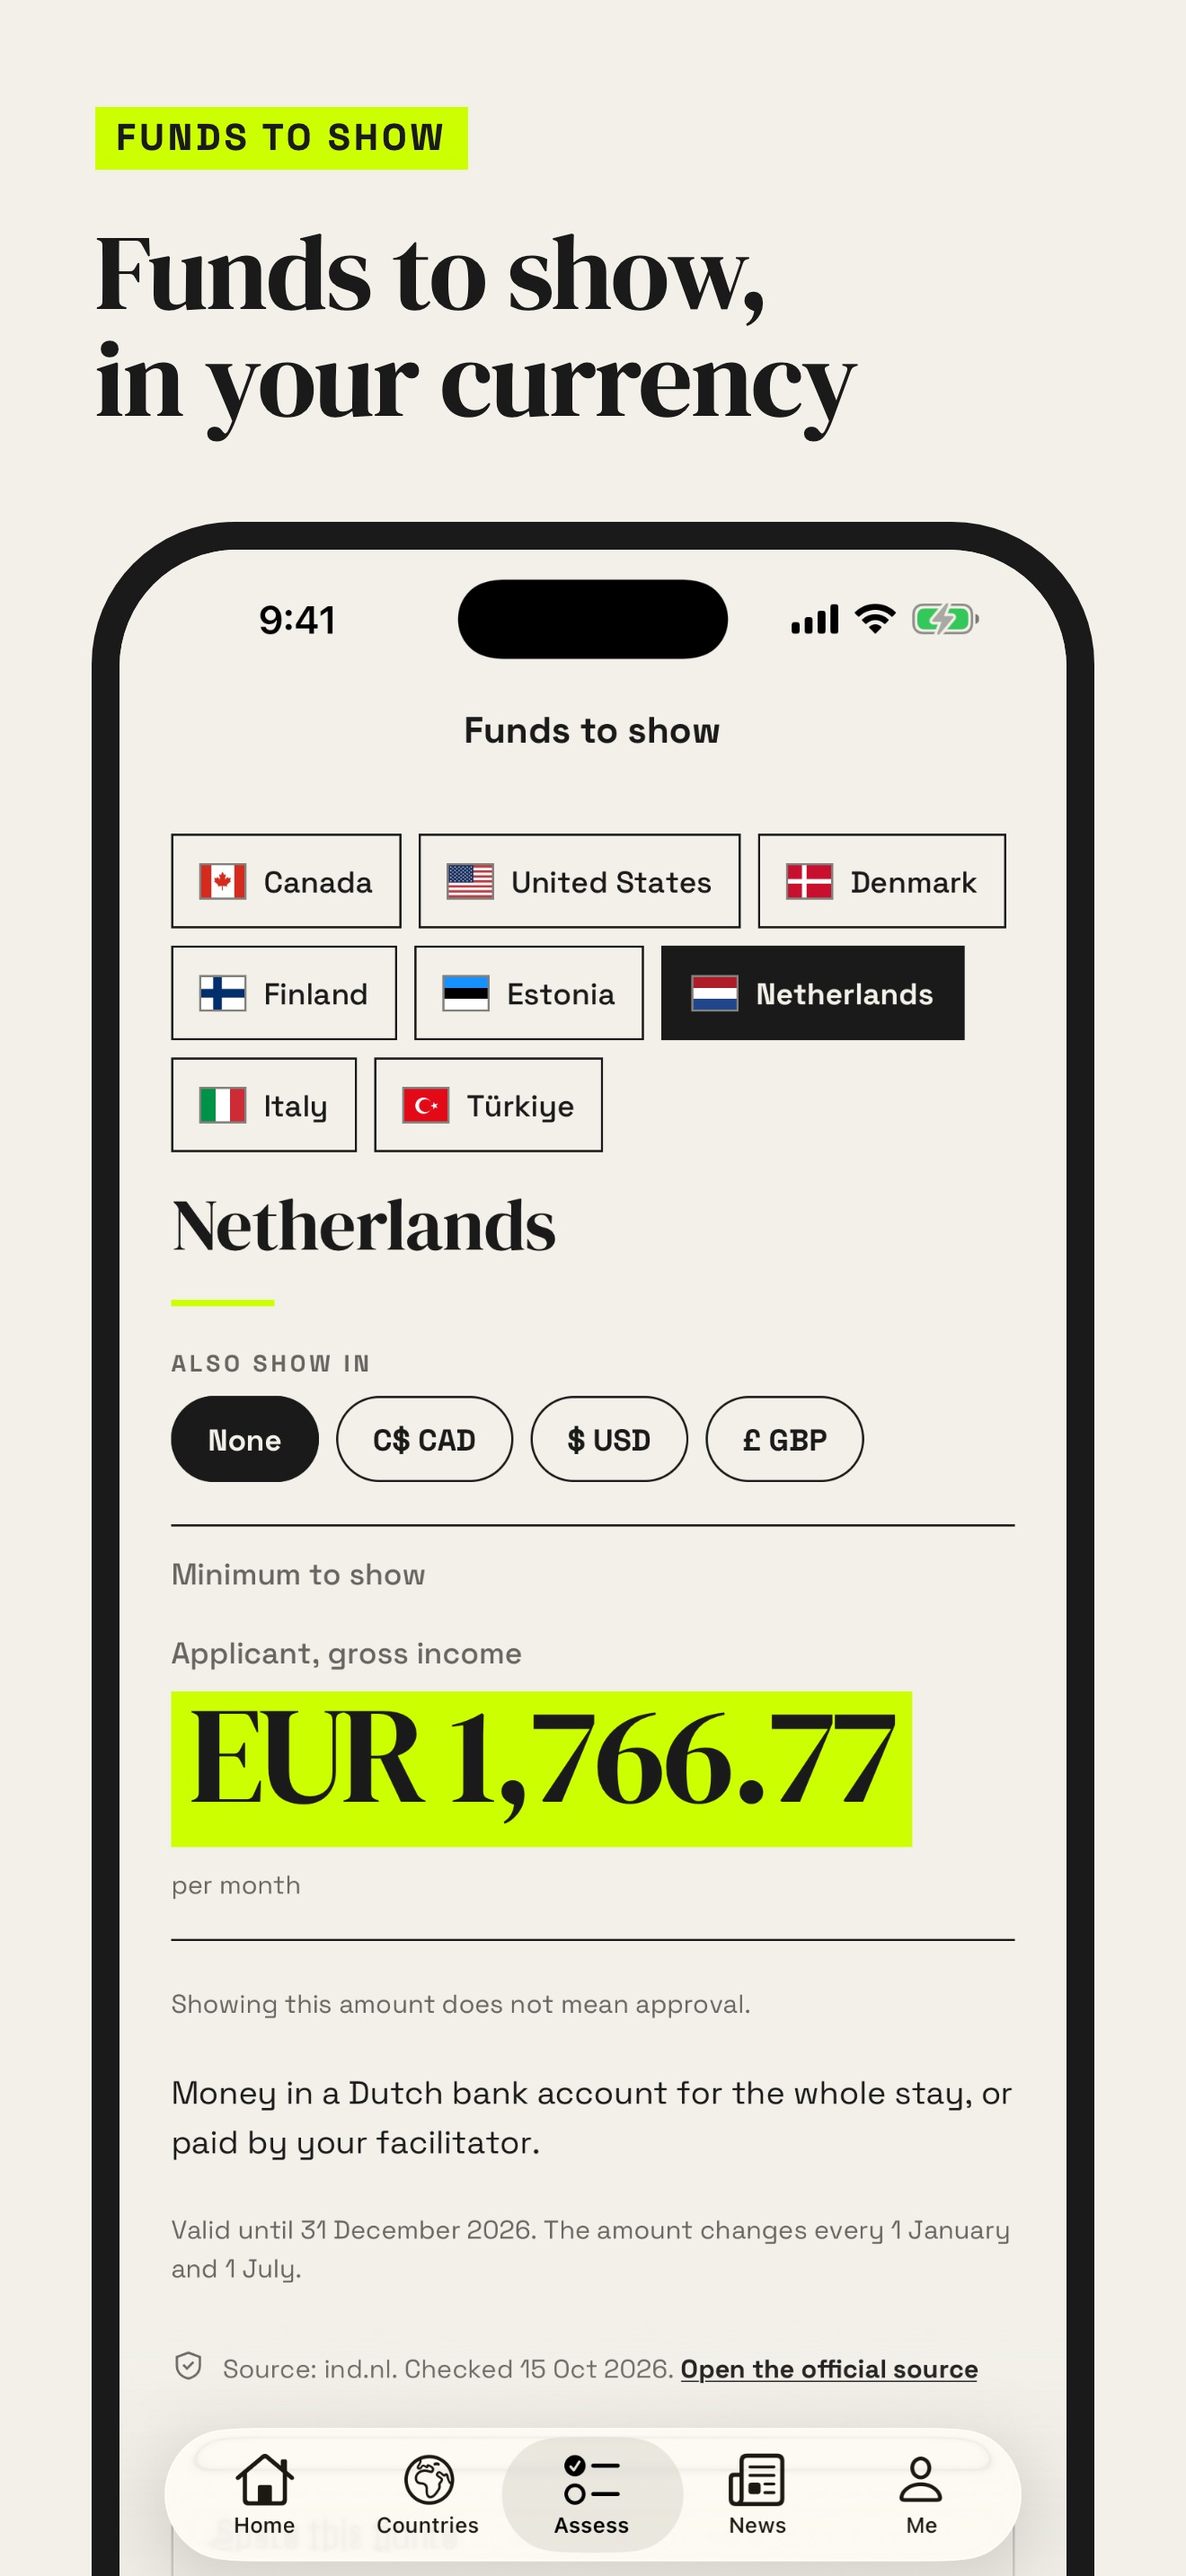 FUNDS TO SHOW
Funds to show,
in your currency
9:41
Funds to show
Canada
United States
Denmark
Finland
Estonia
Netherlands
Italy
Türkiye
Netherlands
ALSO SHOW IN
None
C$ CAD
$ USD
£ GBP
Minimum to show
Applicant, gross income
EUR 1,766.77
per month
Showing this amount does not mean approval.
Money in a Dutch bank account for the whole stay, or
paid by your facilitator.
Valid until 31 December 2026. The amount changes every 1 January
and 1 July.
Source: ind.nl. Checked 15 Oct 2026. Open the official source
Home
Countries
Assess
News
Me